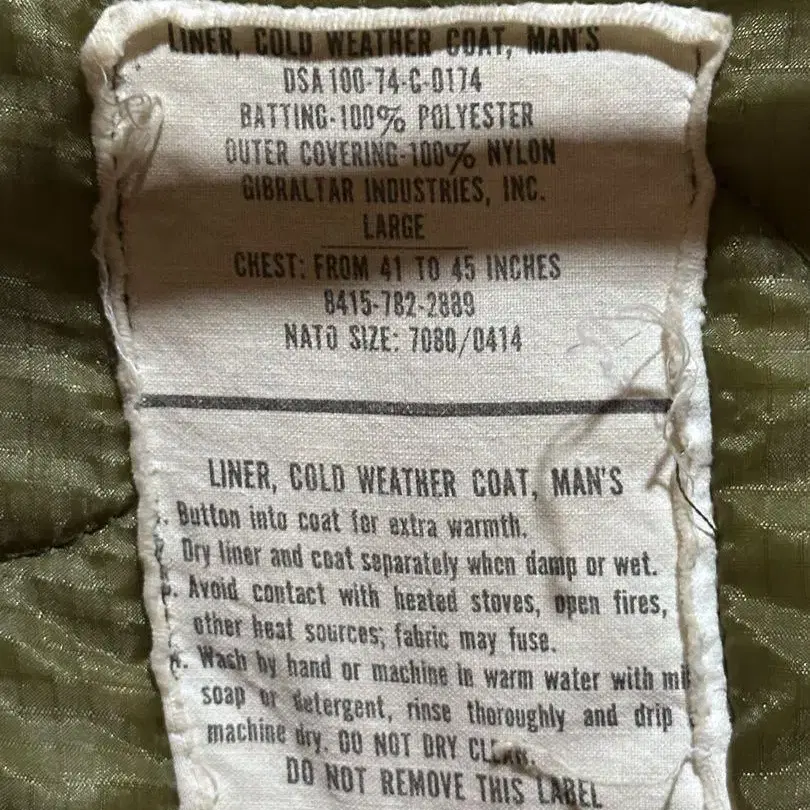 LINER, COLD WEATHER COAT, MAN'S
DSA 100-74-C-0174
BATTING-100% POLYESTER
OUTER COVERING-100% NYLON
GIBRALTAR INDUSTRIES, INC.
LARGE
CHEST: FROM 41 TO 45 INCHES
8415-782-2889
NATO SIZE: 7080/0414
LINER, COLD WEATHER COAT, MAN'S
. Button into coat for extra warmth.
Dry liner and coat separately when damp or wet.
. Avoid contact with heated stoves, open fires,
other heat sources; fabric may fuse.
. Wash by hand or machine in warm water with
soap or detergent, rinse thoroughly and drip
machine dry. DO NOT DRY CLEAN.
DO NOT REMOVE THIS LABEL